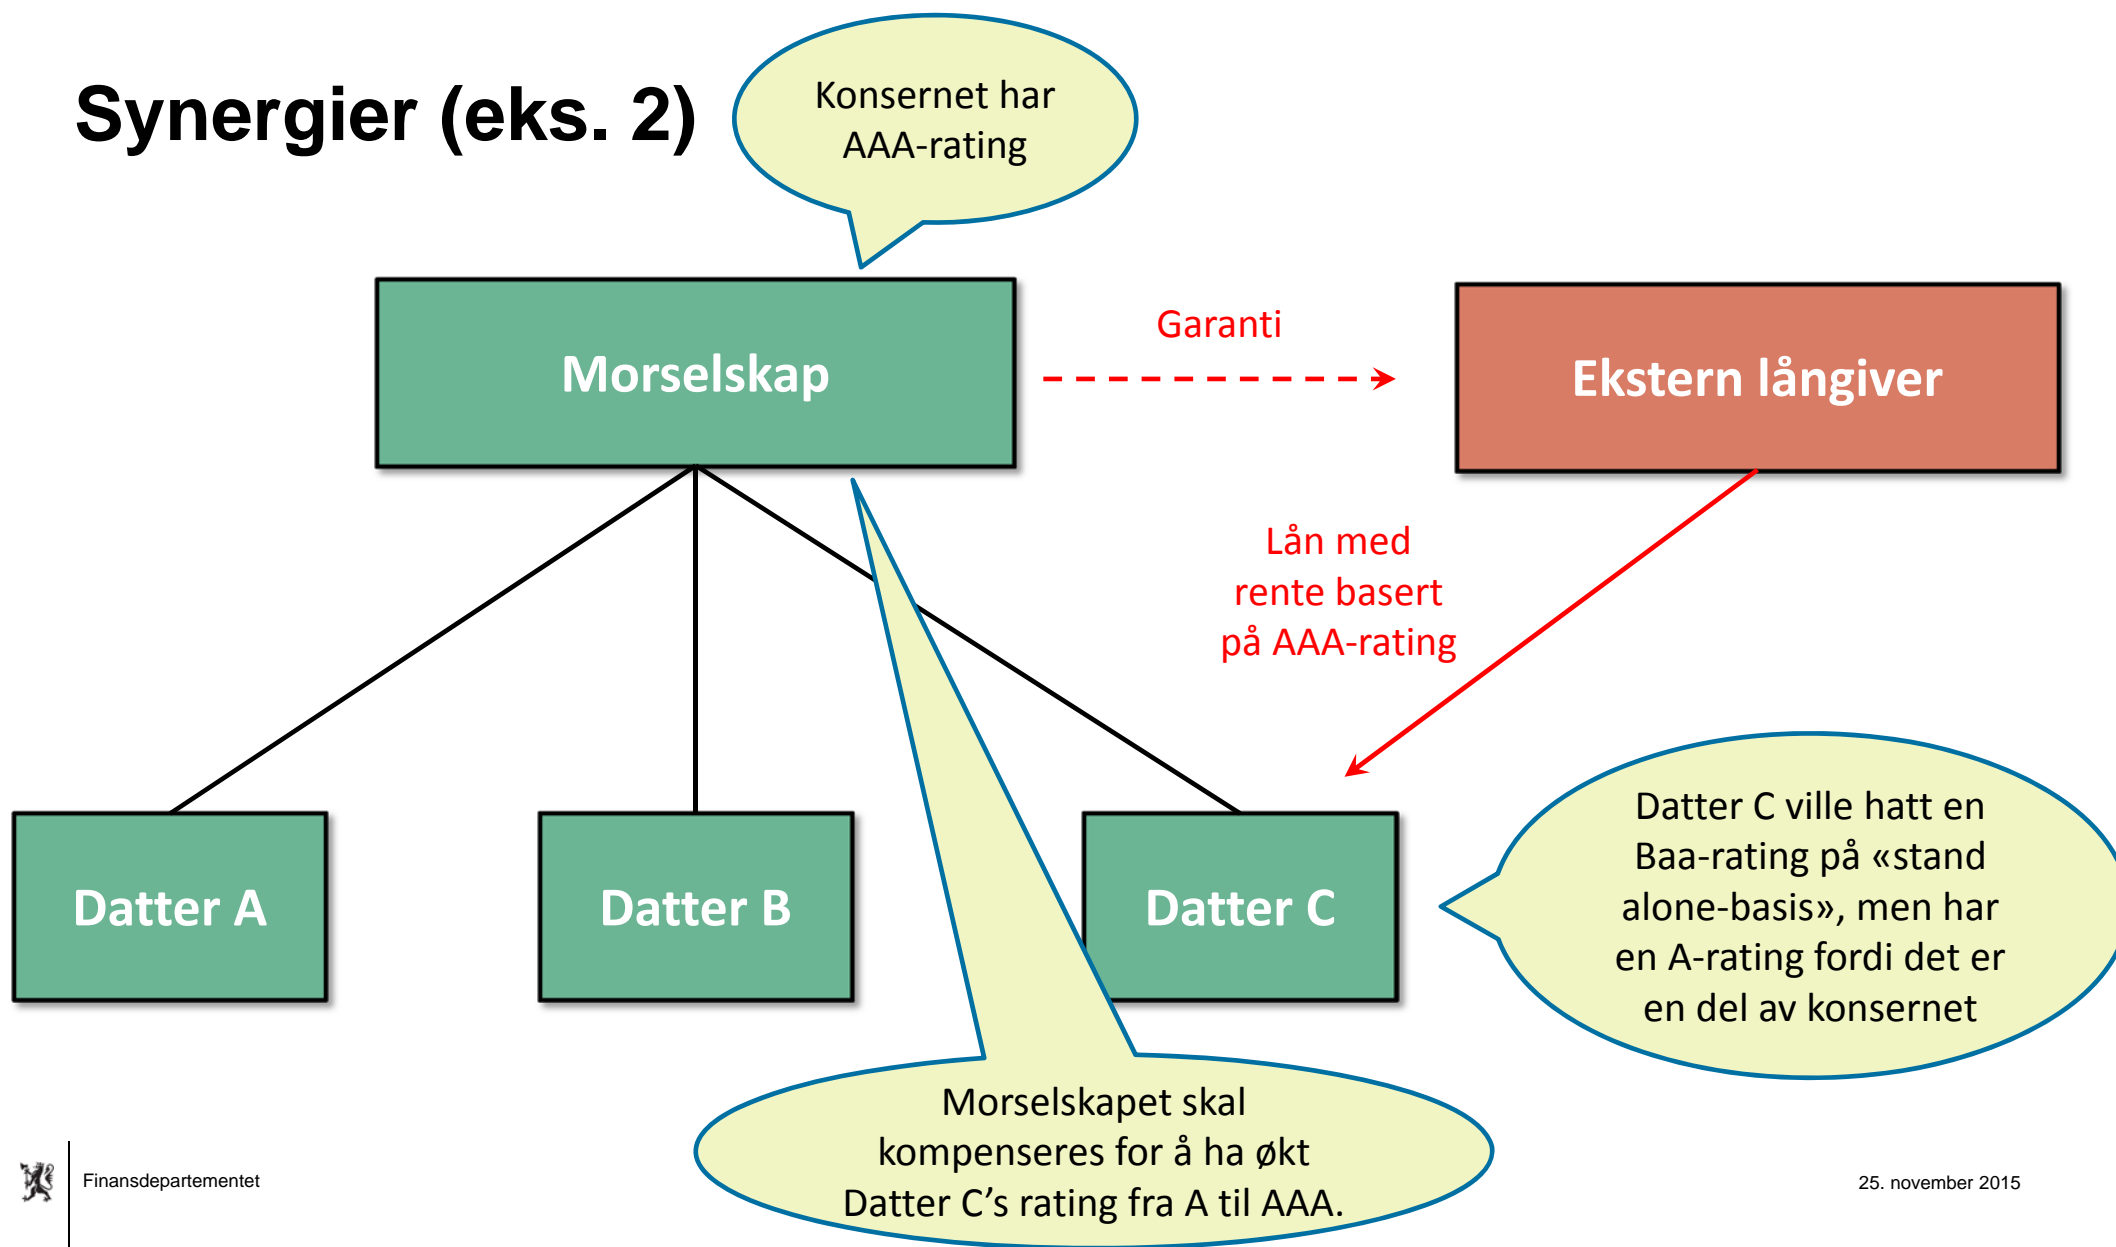 Synergier (eks. 2)
Konsernet har
AAA-rating
Morselskap
Garanti
Ekstern långiver
Lån med
rente basert
på AAA-rating
Datter A
Datter B
Datter C
Datter C ville hatt en
Baa-rating på «stand
alone-basis», men har
en A-rating fordi det er
en del av konsernet
Morselskapet skal
kompenseres for å ha økt
Datter C’s rating fra A til AAA.
Finansdepartementet
25. november 2015